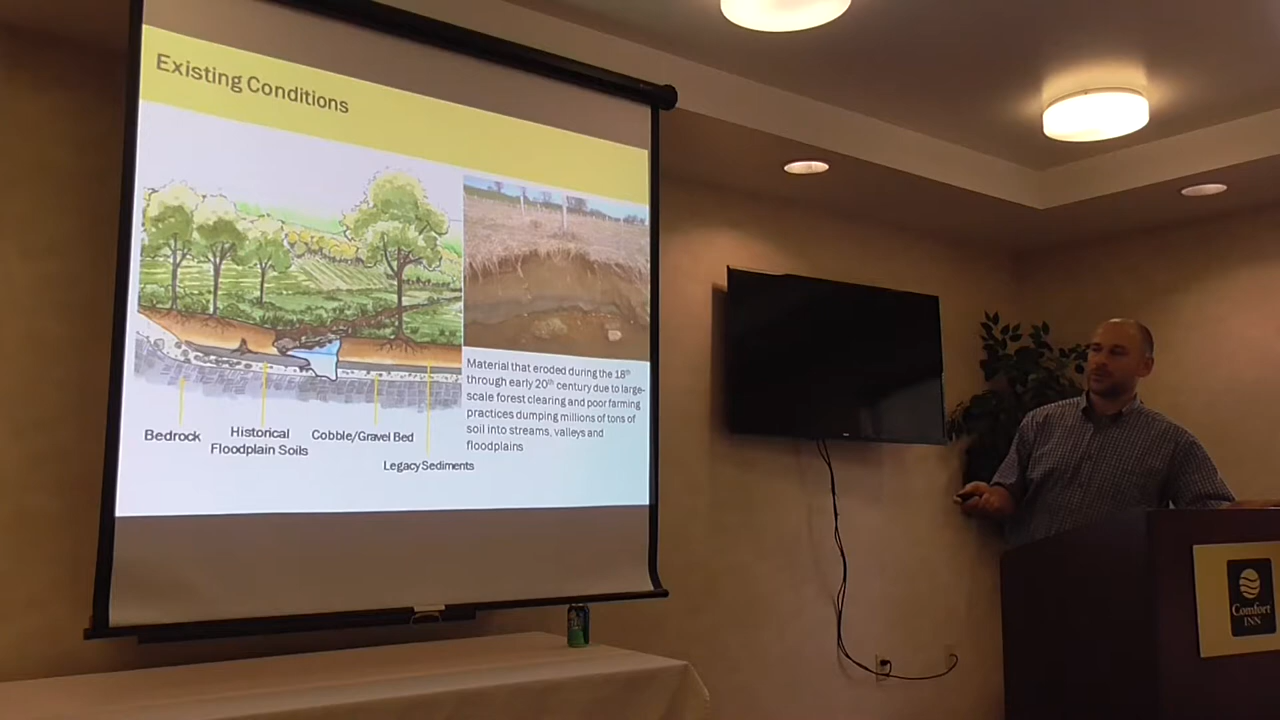 Existing Conditions
Material that eroded during the 18th
through early 20th century due to large-
scale forest clearing and poor farming
practices dumping millions of tons of
soil into streams, valleys and
floodplains
Bedrock
Historical
Floodplain Soils
Cobble/Gravel Bed
Legacy Sediments
Comfort
INN